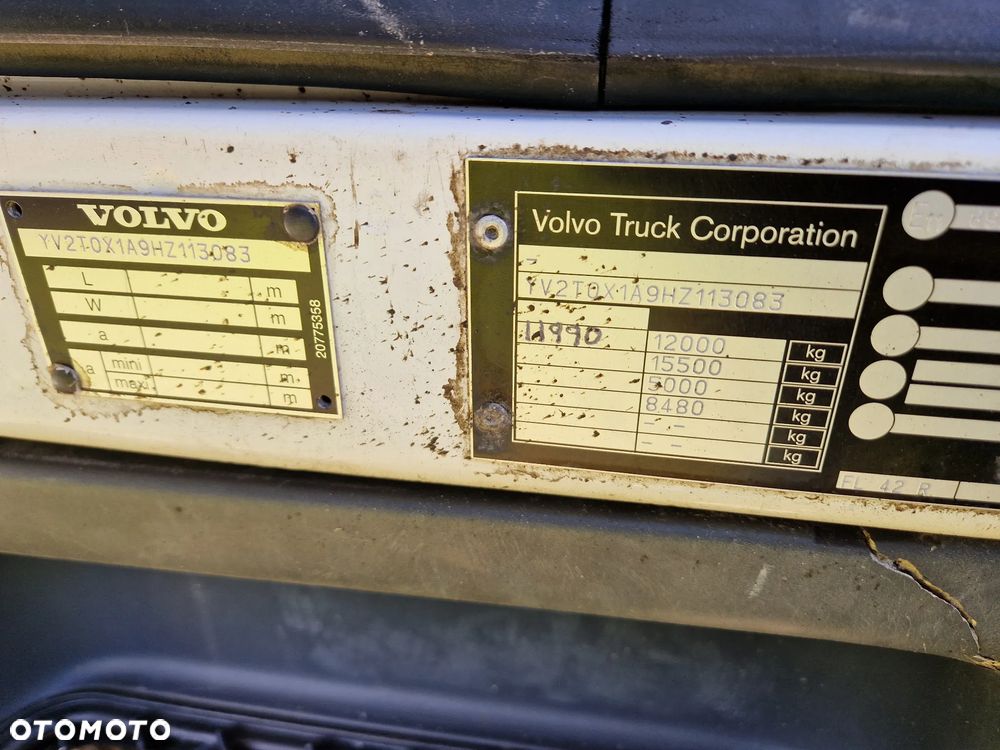 VOLVO
YV2T0X1A9HZ113083
L m
W m
a m
a mini m
maxi m
20775358
Volvo Truck Corporation
-
YV2T0X1A9HZ113083
11990 12000 kg
15500 kg
5000 kg
8480 kg
- - kg
- - kg
FL 42 R
OTOMOTO